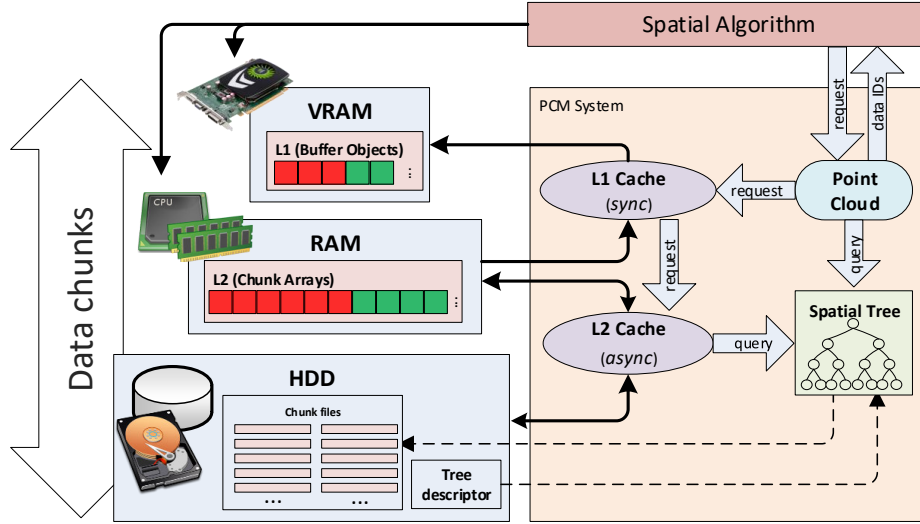 Spatial Algorithm
PCM System
request
data IDs
VRAM
L1 (Buffer Objects)
⋮
L1 Cache
(sync)
request
Point
Cloud
CPU
RAM
L2 (Chunk Arrays)
⋮
request
query
L2 Cache
(async)
query
Spatial Tree
Data chunks
HDD
Chunk files
... ...
Tree
descriptor